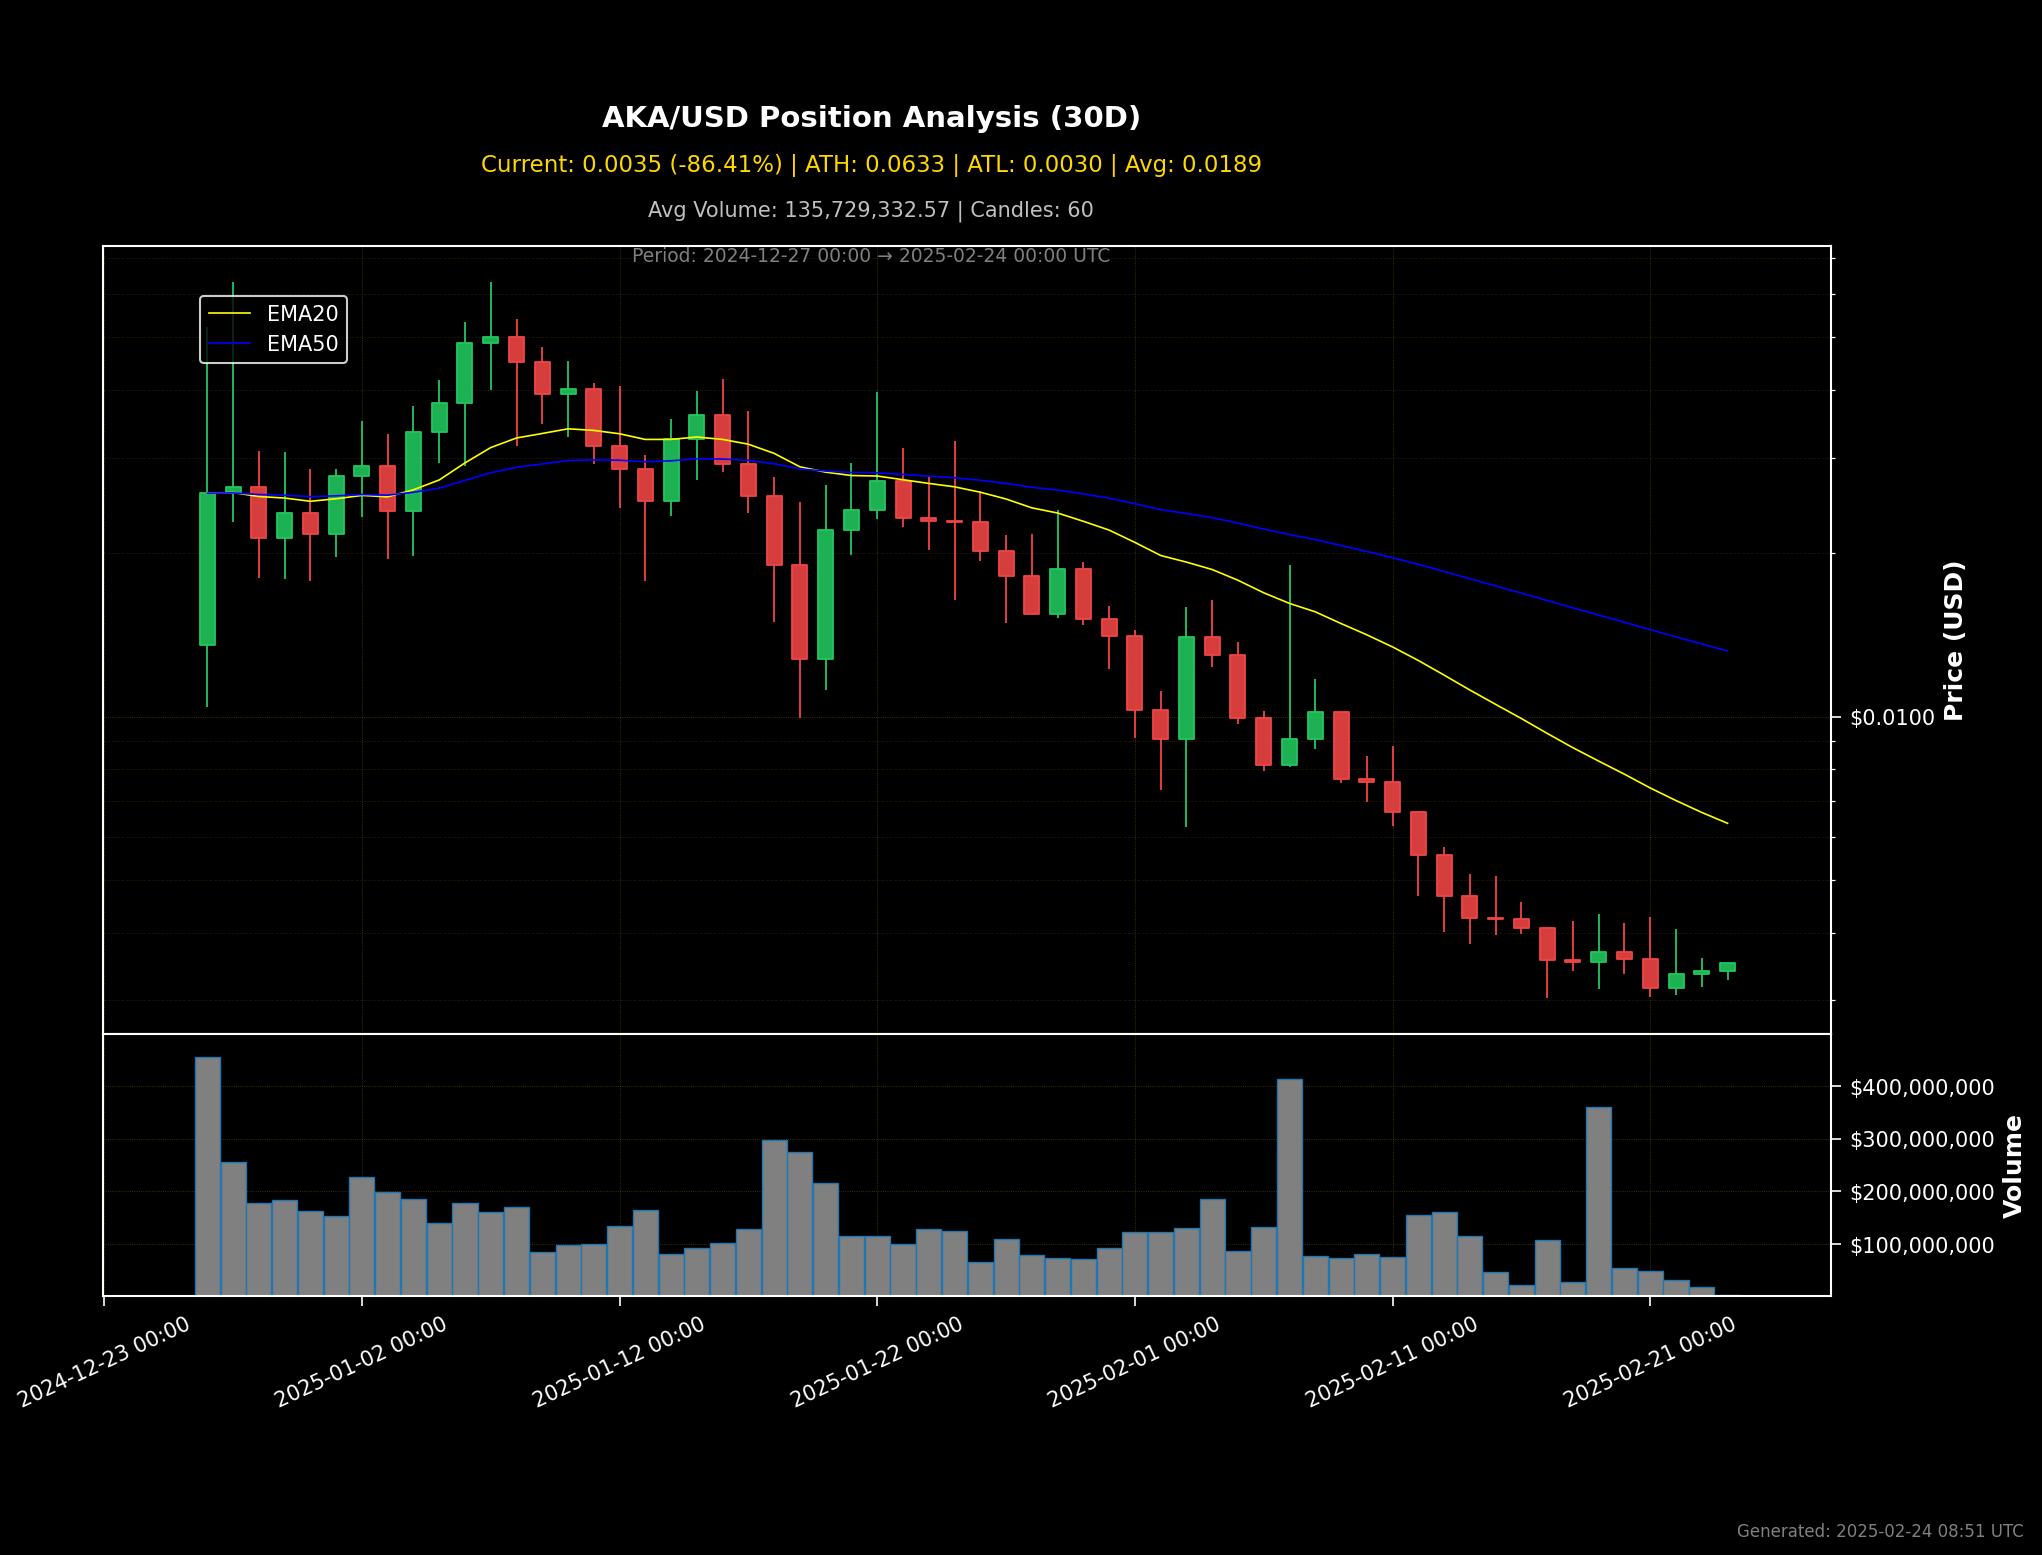 AKA/USD Position Analysis (30D)
Current: 0.0035 (-86.41%) | ATH: 0.0633 | ATL: 0.0030 | Avg: 0.0189
Avg Volume: 135,729,332.57 | Candles: 60
Period: 2024-12-27 00:00 → 2025-02-24 00:00 UTC
EMA20
EMA50
$0.0100
Price (USD)
$400,000,000
$300,000,000
$200,000,000
$100,000,000
Volume
2024-12-23 00:00
2025-01-02 00:00
2025-01-12 00:00
2025-01-22 00:00
2025-02-01 00:00
2025-02-11 00:00
2025-02-21 00:00
Generated: 2025-02-24 08:51 UTC